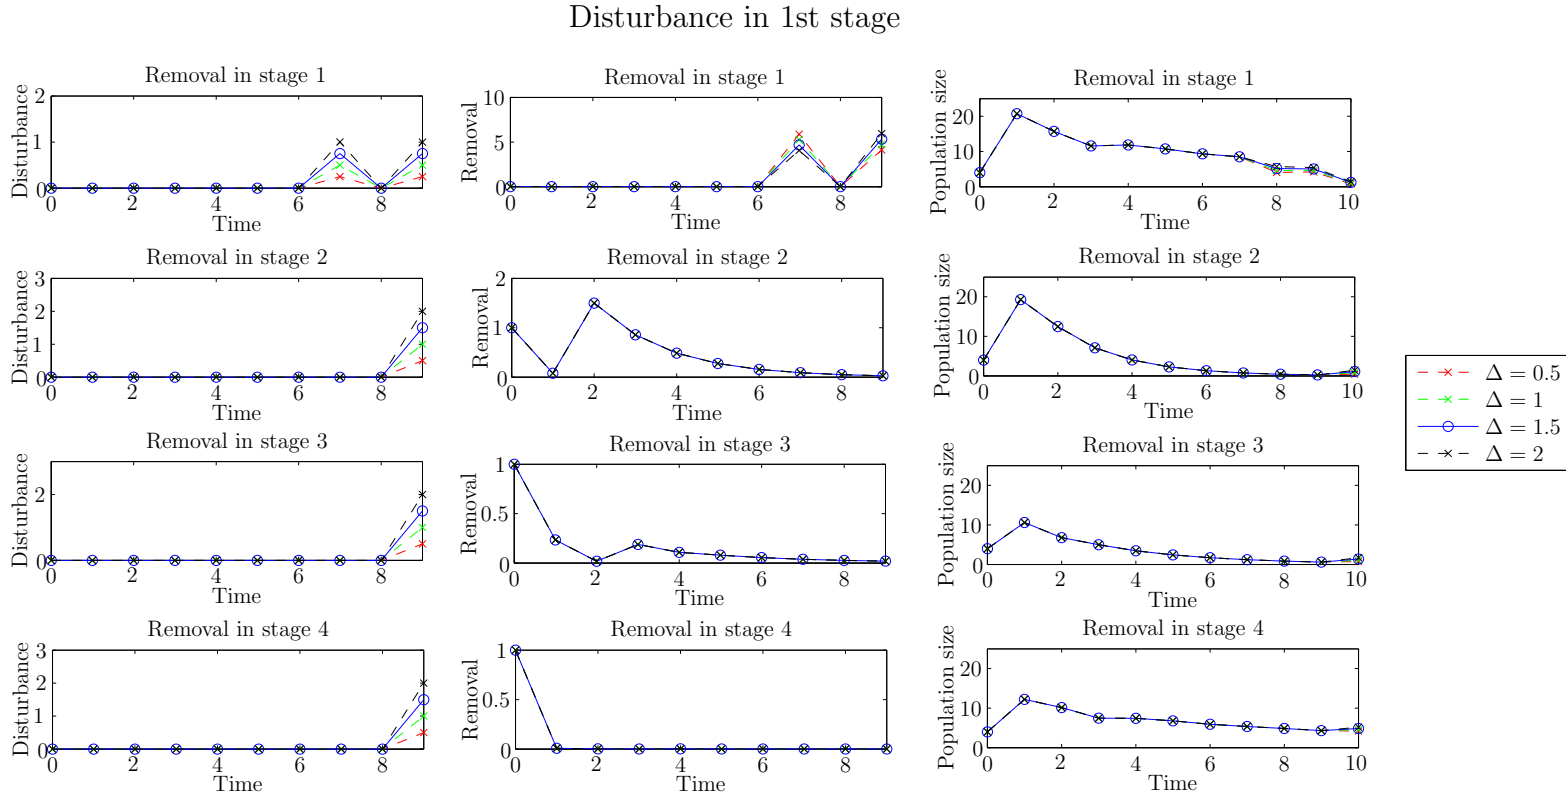 Disturbance in 1st stage
Removal in stage 1
Disturbance
2
1
0
0 2 4 6 8
Time
Removal in stage 1
Removal
10
5
0
0 2 4 6 8
Time
Removal in stage 1
Population size
20
10
0
0 2 4 6 8 10
Time
Removal in stage 2
Disturbance
3
2
1
0
0 2 4 6 8
Time
Removal in stage 2
Removal
2
1
0
0 2 4 6 8
Time
Removal in stage 2
Population size
20
10
0
0 2 4 6 8 10
Time
Removal in stage 3
Disturbance
2
0
0 2 4 6 8
Time
Removal in stage 3
Removal
1
0.5
0
0 2 4 6 8
Time
Removal in stage 3
Population size
20
10
0
0 2 4 6 8 10
Time
Removal in stage 4
Disturbance
3
2
1
0
0 2 4 6 8
Time
Removal in stage 4
Removal
1
0.5
0
0 2 4 6 8
Time
Removal in stage 4
Population size
20
10
0
0 2 4 6 8 10
Time
Δ = 0.5
Δ = 1
Δ = 1.5
Δ = 2